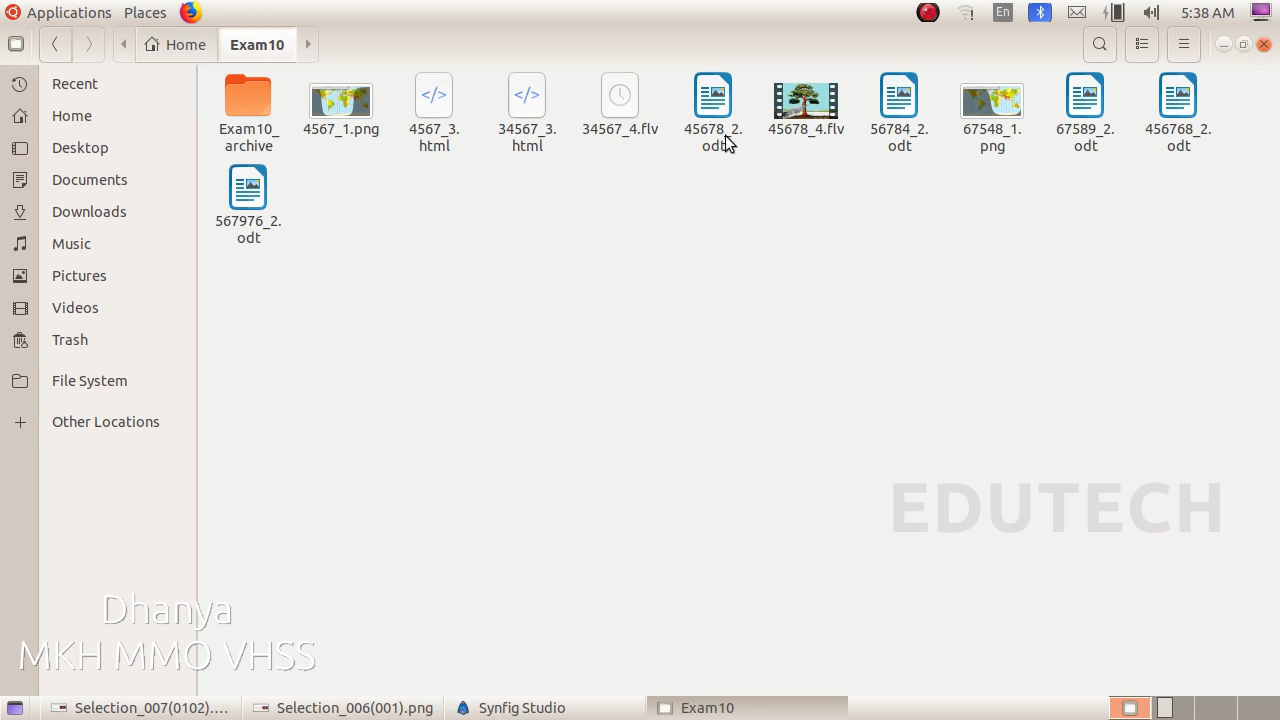 Applications Places En 5:38 AM
Home Exam10
Recent
Home
Desktop
Documents
Downloads
Music
Pictures
Videos
Trash
File System
Other Locations
Exam10_
archive
4567_1.png
4567_3.
html
34567_3.
html
34567_4.flv
45678_2.
odt
45678_4.flv
56784_2.
odt
67548_1.
png
67589_2.
odt
456768_2.
odt
567976_2.
odt
EDUTECH
Dhanya
MKH MMO VHSS
Selection_007(0102).... Selection_006(001).png Synfig Studio Exam10